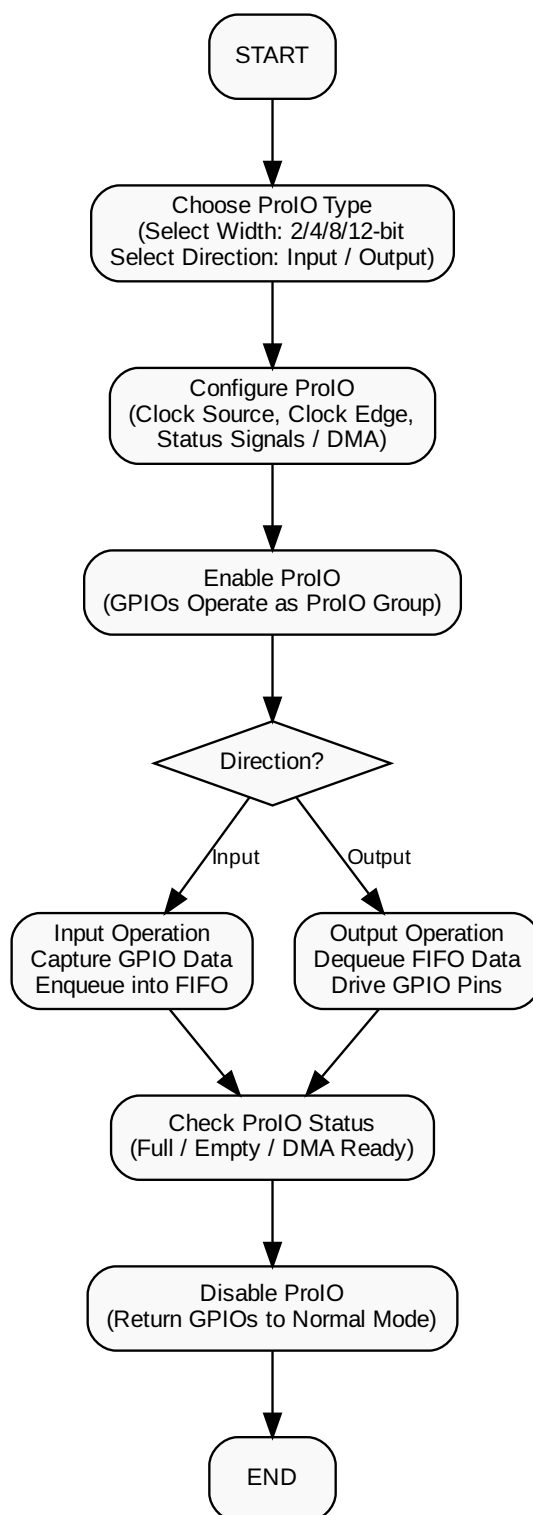 START
Choose ProIO Type
(Select Width: 2/4/8/12-bit
Select Direction: Input / Output)
Configure ProIO
(Clock Source, Clock Edge,
Status Signals / DMA)
Enable ProIO
(GPIOs Operate as ProIO Group)
Direction?
Input
Output
Input Operation
Capture GPIO Data
Enqueue into FIFO
Output Operation
Dequeue FIFO Data
Drive GPIO Pins
Check ProIO Status
(Full / Empty / DMA Ready)
Disable ProIO
(Return GPIOs to Normal Mode)
END